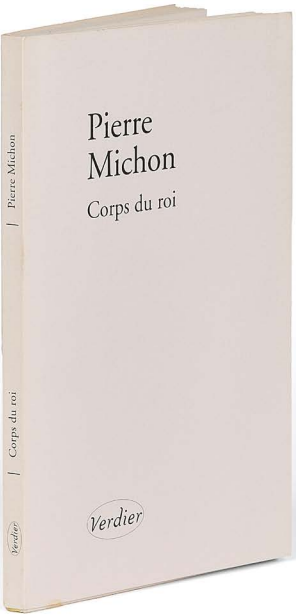 Pierre
Michon
Corps du roi
Verdier
Pierre Michon
Corps du roi
Verdier